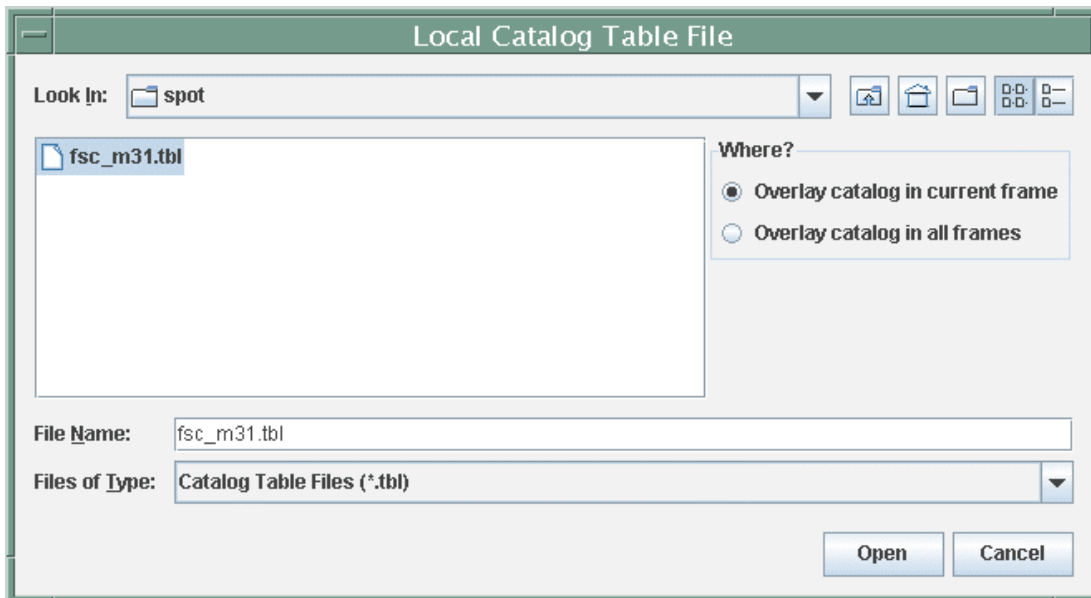 Local Catalog Table File
Look In: spot
fsc_m31.tbl
Where?
Overlay catalog in current frame
Overlay catalog in all frames
File Name: fsc_m31.tbl
Files of Type: Catalog Table Files (*.tbl)
Open Cancel